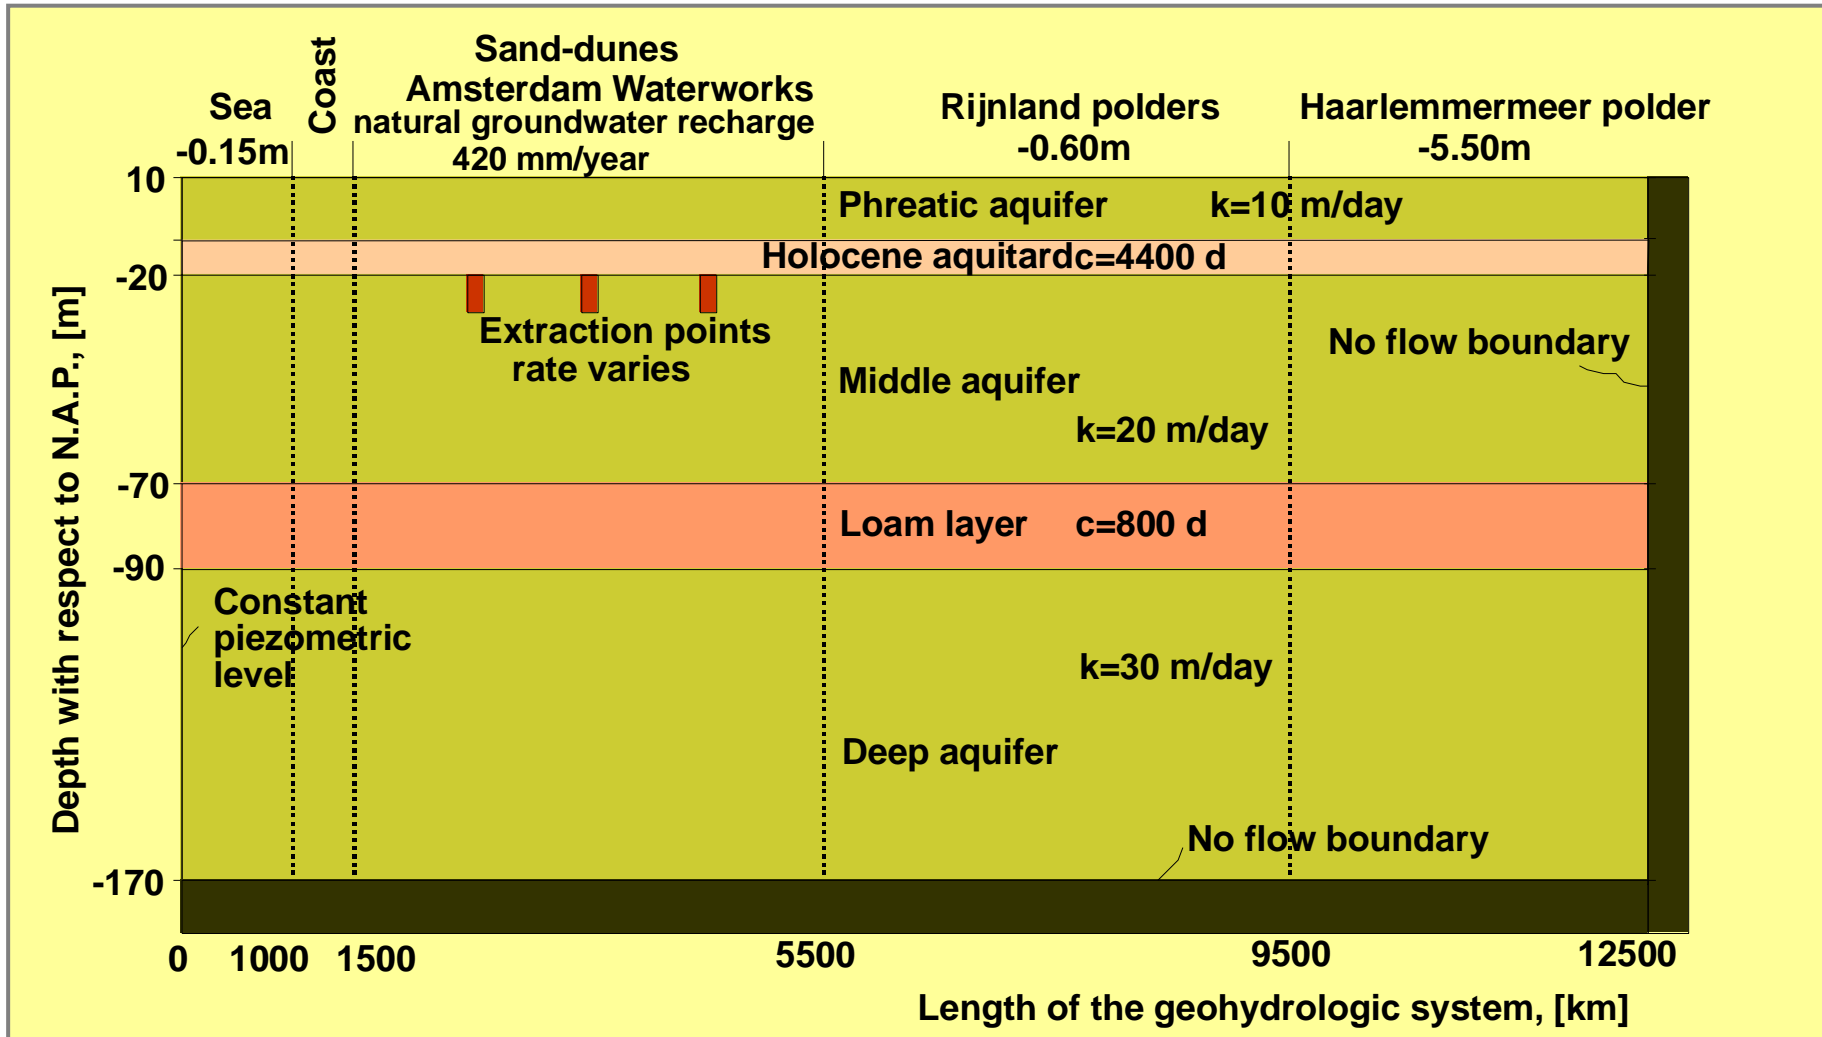 Sand-dunes
Amsterdam Waterworks
natural groundwater recharge
420 mm/year
Sea
-0.15m
Coast
Rijnland polders
-0.60m
Haarlemmermeer polder
-5.50m
10
Phreatic aquifer k=10 m/day
Holocene aquitardc=4400 d
-20
Extraction points
rate varies
No flow boundary
Middle aquifer
k=20 m/day
-70
Loam layer c=800 d
-90
Constant
piezometric
level
k=30 m/day
Deep aquifer
No flow boundary
-170
Depth with respect to N.A.P., [m]
0 1000 1500 5500 9500 12500
Length of the geohydrologic system, [km]